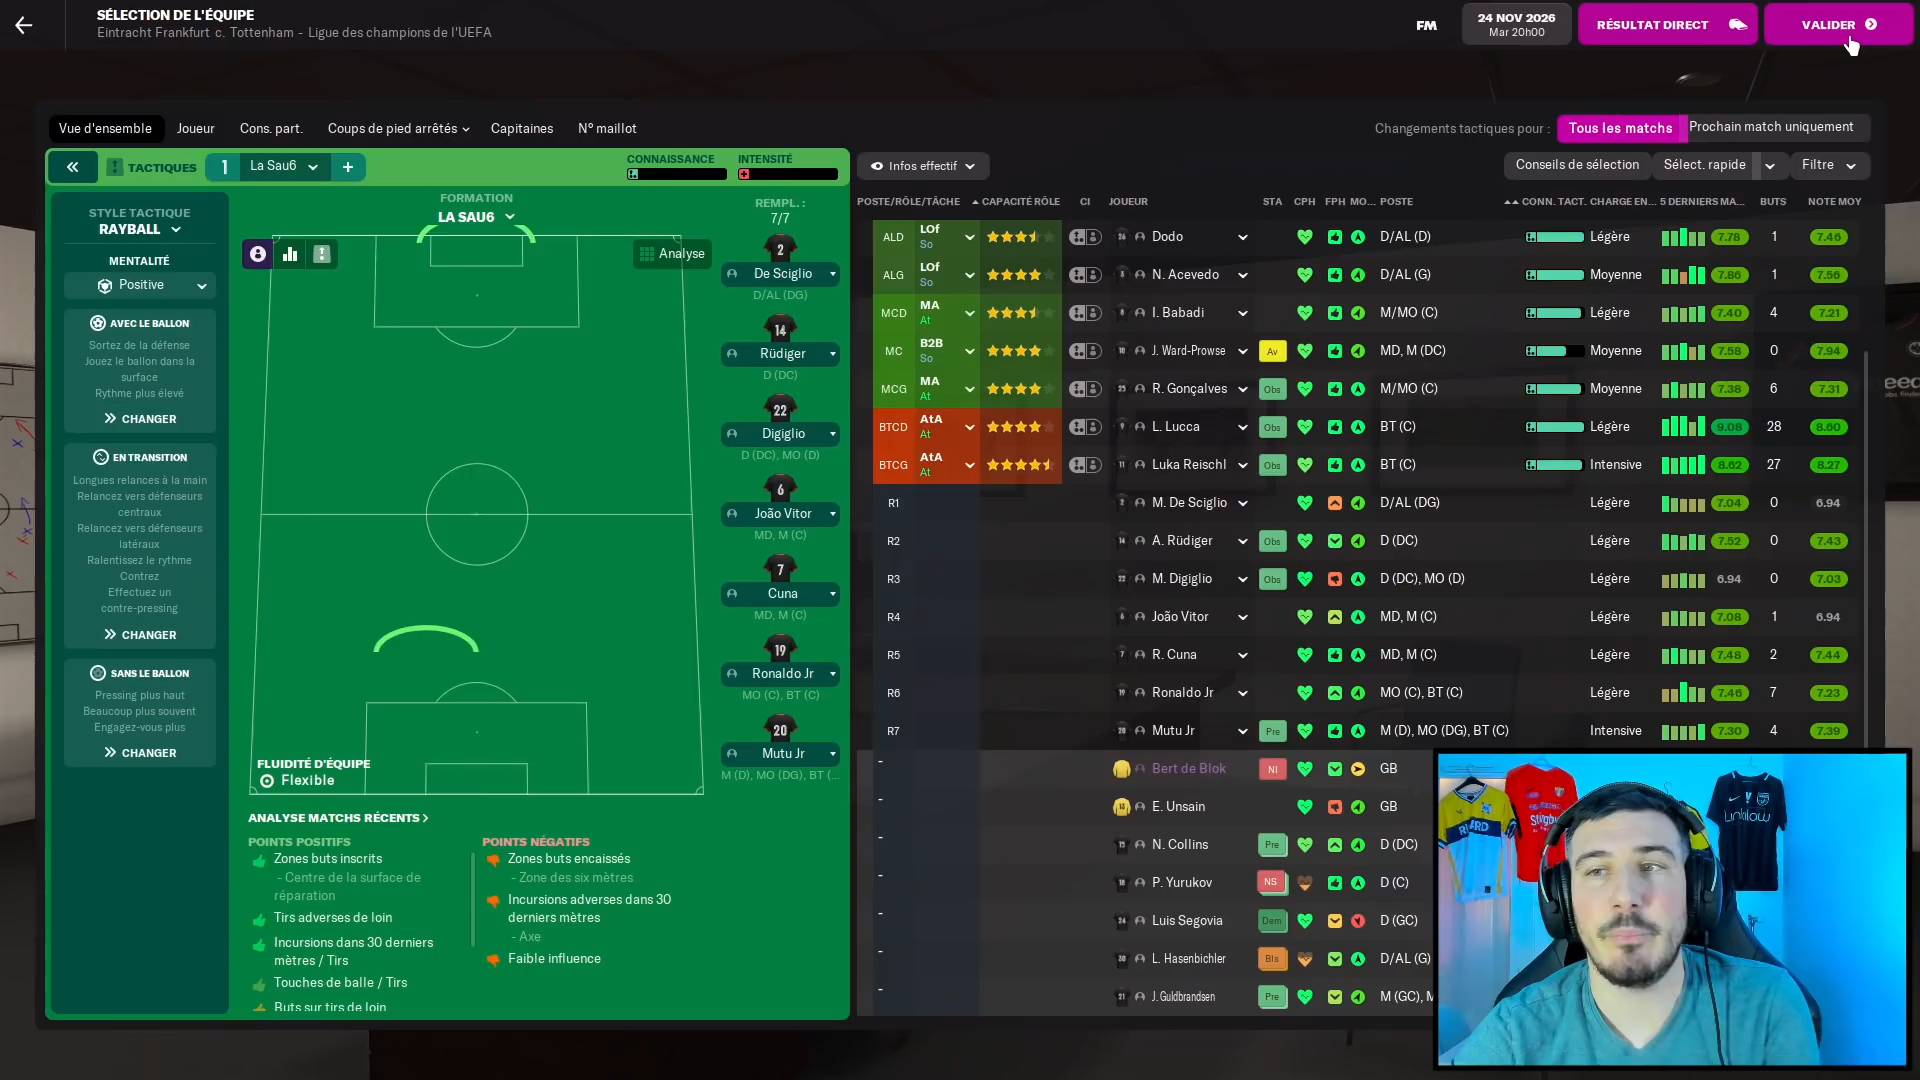 SÉLECTION DE L'ÉQUIPE
Eintracht Frankfurt c. Tottenham - Ligue des champions de l'UEFA
FM
24 NOV 2026
Mar 20h00
RÉSULTAT DIRECT
VALIDER
Vue d'ensemble
Joueur
Cons. part.
Coups de pied arrêtés
Capitaines
N° maillot
Changements tactiques pour :
Tous les matchs
Prochain match uniquement
TACTIQUES
1
La Sau6
+
CONNAISSANCE
INTENSITÉ
Infos effectif
Conseils de sélection
Sélect. rapide
Filtre
STYLE TACTIQUE
RAYBALL
MENTALITÉ
Positive
AVEC LE BALLON
Sortez de la défense
Jouez le ballon dans la
surface
Rythme plus élevé
CHANGER
EN TRANSITION
Longues relances à la main
Relancez vers défenseurs
centraux
Relancez vers défenseurs
latéraux
Ralentissez le rythme
Contrez
Effectuez un
contre-pressing
CHANGER
SANS LE BALLON
Pressing plus haut
Beaucoup plus souvent
Engagez-vous plus
CHANGER
FORMATION
LA SAU6
Analyse
FLUIDITÉ D'ÉQUIPE
Flexible
REMPL. :
7/7
2
De Sciglio
D/AL (DG)
14
Rüdiger
D (DC)
22
Digiglio
D (DC), MO (D)
6
João Vitor
MD, M (C)
7
Cuna
MD, M (C)
19
Ronaldo Jr
MO (C), BT (C)
20
Mutu Jr
M (D), MO (DG), BT (...
ANALYSE MATCHS RÉCENTS
POINTS POSITIFS
Zones buts inscrits
- Centre de la surface de
réparation
Tirs adverses de loin
Incursions dans 30 derniers
mètres / Tirs
Touches de balle / Tirs
Buts sur tirs de loin
POINTS NÉGATIFS
Zones buts encaissés
- Zone des six mètres
Incursions adverses dans 30
derniers mètres
- Axe
Faible influence
POSTE/RÔLE/TÂCHE CAPACITÉ RÔLE CI JOUEUR STA CPH FPH MO... POSTE CONN. TACT. CHARGE EN... 5 DERNIERS MA... BUTS NOTE MOY
ALD LOf So Dodo D/AL (D) Légère 7.78 1 7.46
ALG LOf So N. Acevedo D/AL (G) Moyenne 7.86 1 7.56
MCD MA At I. Babadi M/MO (C) Légère 7.40 4 7.21
MC B2B So J. Ward-Prowse Av MD, M (DC) Moyenne 7.58 0 7.94
MCG MA At R. Gonçalves Obs M/MO (C) Moyenne 7.38 6 7.31
BTCD AtA At L. Lucca Obs BT (C) Légère 9.08 28 8.60
BTCG AtA At Luka Reischl Obs BT (C) Intensive 8.62 27 8.27
R1 M. De Sciglio D/AL (DG) Légère 7.04 0 6.94
R2 A. Rüdiger Obs D (DC) Légère 7.52 0 7.43
R3 M. Digiglio Obs D (DC), MO (D) Légère 6.94 0 7.03
R4 João Vitor MD, M (C) Légère 7.08 1 6.94
R5 R. Cuna MD, M (C) Légère 7.48 2 7.44
R6 Ronaldo Jr MO (C), BT (C) Légère 7.46 7 7.23
R7 Mutu Jr Pre M (D), MO (DG), BT (C) Intensive 7.30 4 7.39
- Bert de Blok NI GB
- E. Unsain GB
- N. Collins Pre D (DC)
- P. Yurukov NS D (C)
- Luis Segovia Dem D (GC)
- L. Hasenbichler Bls D/AL (G)
- J. Guldbrandsen Pre M (GC), M